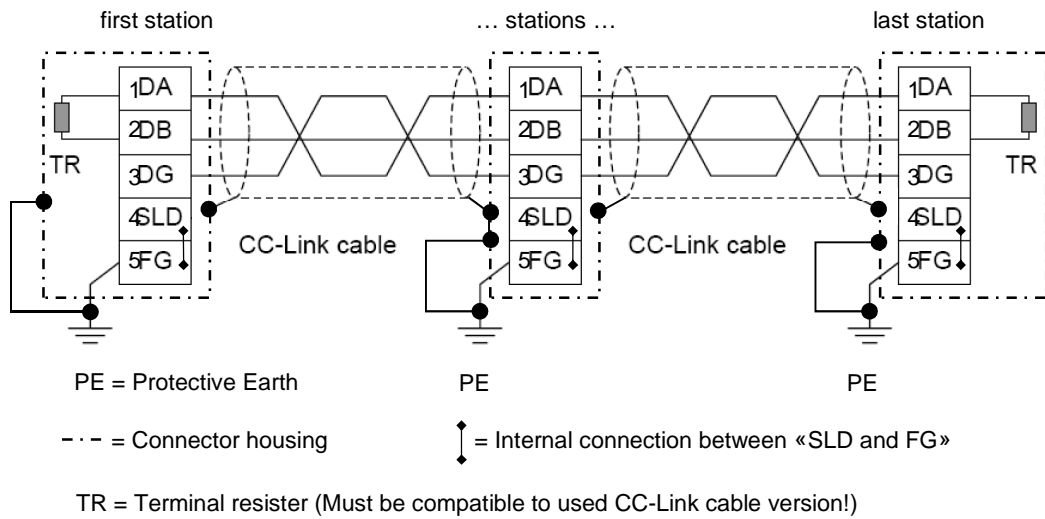 first station
... stations ...
last station
1DA
2DB
3DG
4SLD
5FG
TR
CC-Link cable
1DA
2DB
3DG
4SLD
5FG
CC-Link cable
1DA
2DB
3DG
4SLD
5FG
TR
PE = Protective Earth
PE
PE
= Connector housing
= Internal connection between «SLD and FG»
TR = Terminal resister (Must be compatible to used CC-Link cable version!)